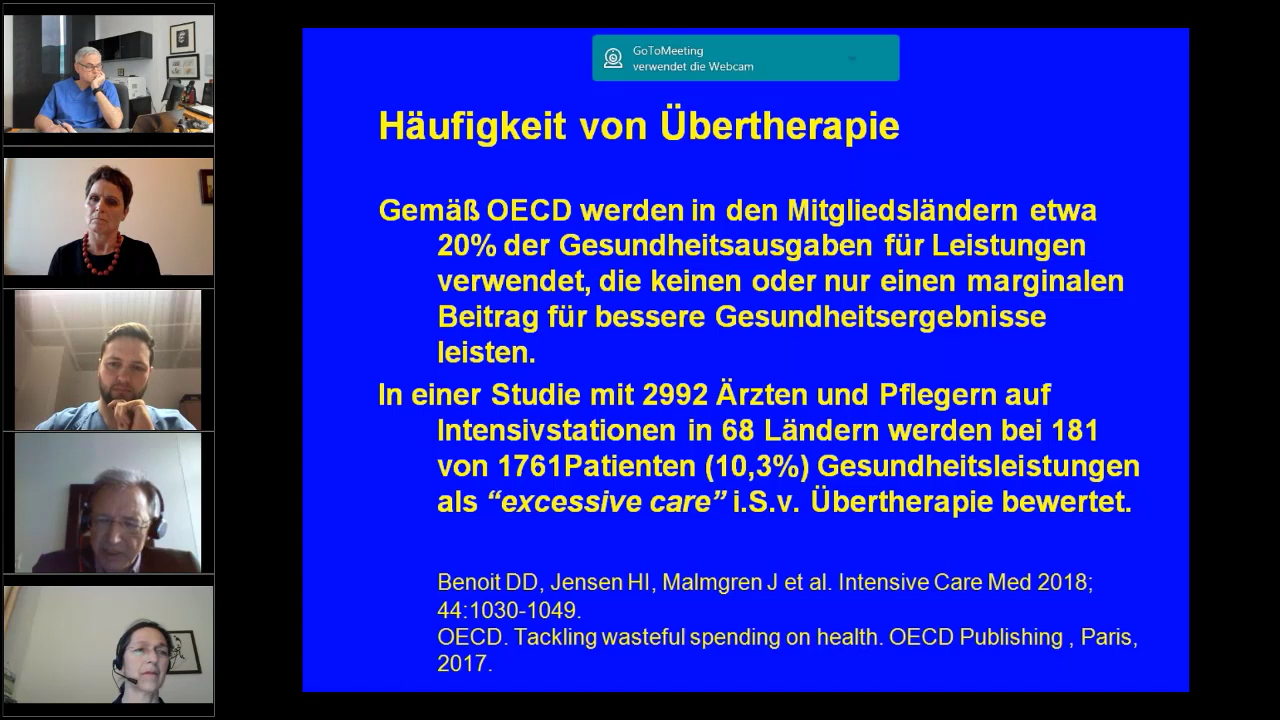 GoToMeeting
verwendet die Webcam
Häufigkeit von Übertherapie
Gemäß OECD werden in den Mitgliedsländern etwa
20% der Gesundheitsausgaben für Leistungen
verwendet, die keinen oder nur einen marginalen
Beitrag für bessere Gesundheitsergebnisse
leisten.
In einer Studie mit 2992 Ärzten und Pflegern auf
Intensivstationen in 68 Ländern werden bei 181
von 1761Patienten (10,3%) Gesundheitsleistungen
als “excessive care” i.S.v. Übertherapie bewertet.
Benoit DD, Jensen HI, Malmgren J et al. Intensive Care Med 2018;
44:1030-1049.
OECD. Tackling wasteful spending on health. OECD Publishing , Paris,
2017.